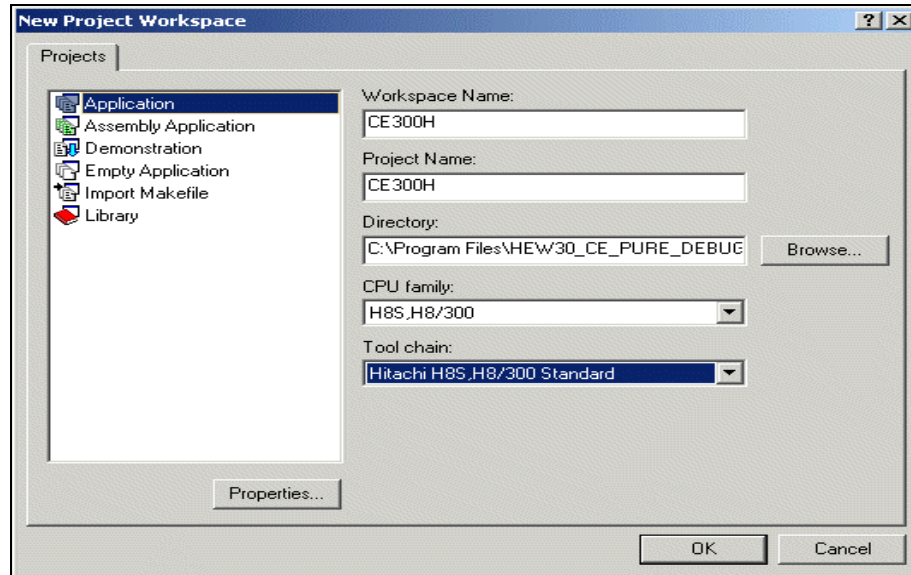 New Project Workspace
Projects
Application
Assembly Application
Demonstration
Empty Application
Import Makefile
Library
Properties...
Workspace Name:
CE300H
Project Name:
CE300H
Directory:
C:\Program Files\HEW30_CE_PURE_DEBUG
Browse...
CPU family:
H8S,H8/300
Tool chain:
Hitachi H8S,H8/300 Standard
OK
Cancel